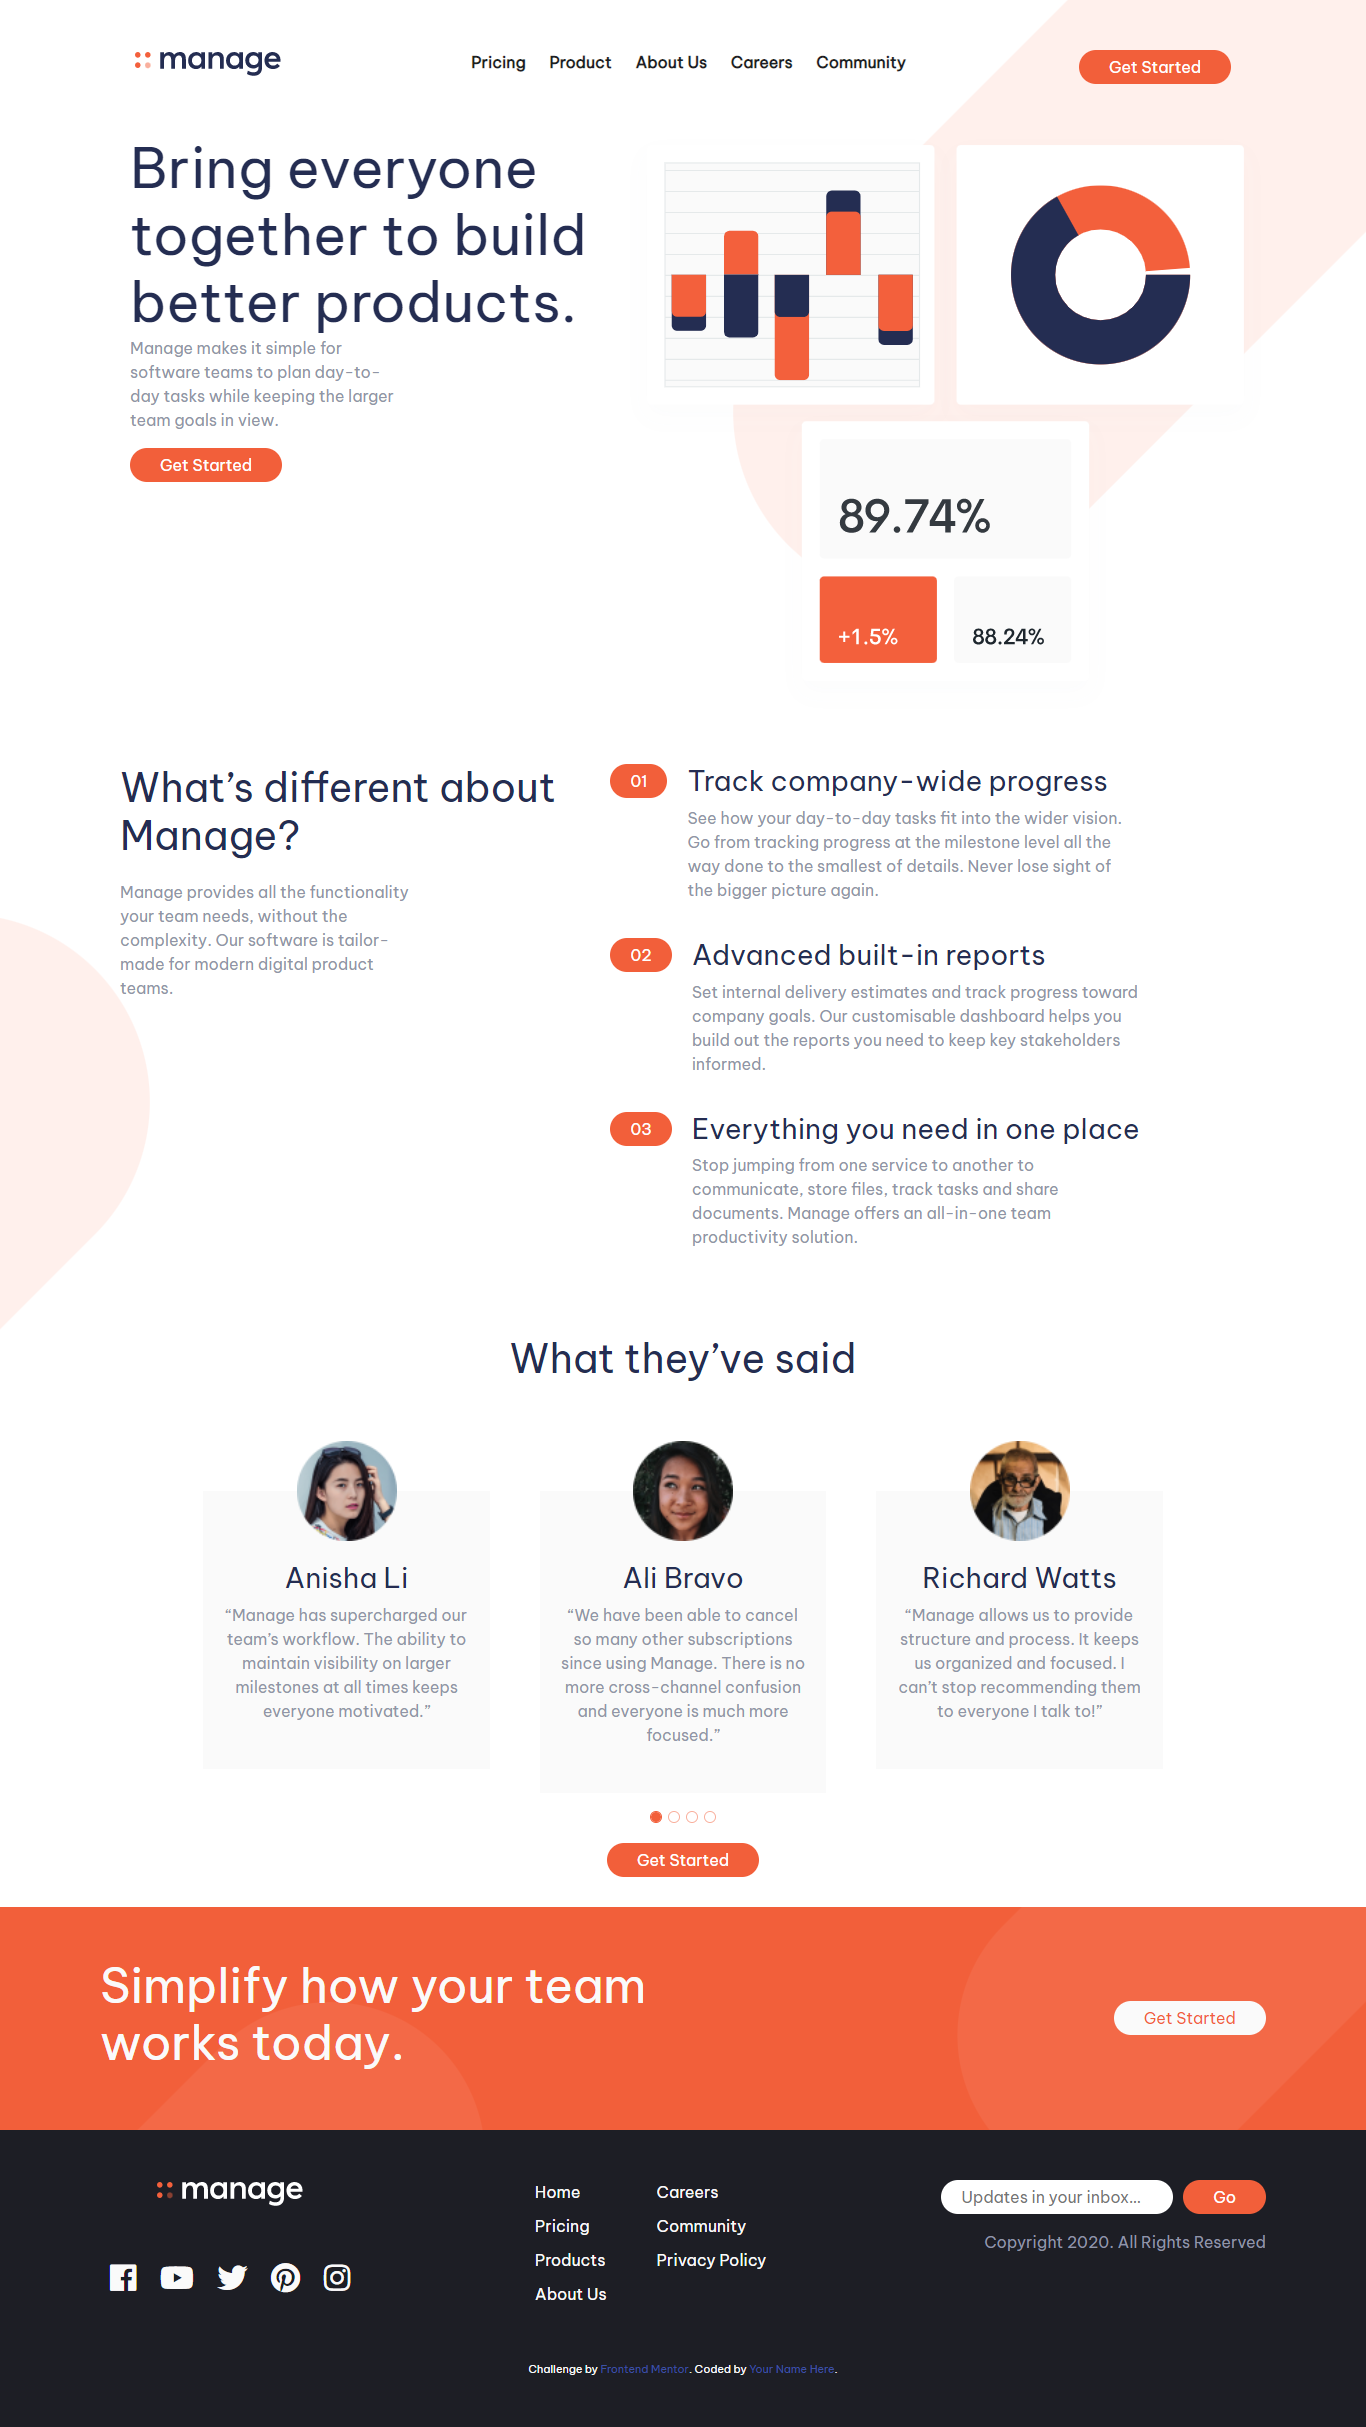 manage
Pricing Product About Us Careers Community
Get Started
Bring everyone
together to build
better products.
Manage makes it simple for
software teams to plan day-to-
day tasks while keeping the larger
team goals in view.
Get Started
89.74%
+1.5%
88.24%
What’s different about
Manage?
Manage provides all the functionality
your team needs, without the
complexity. Our software is tailor-
made for modern digital product
teams.
01
Track company-wide progress
See how your day-to-day tasks fit into the wider vision.
Go from tracking progress at the milestone level all the
way done to the smallest of details. Never lose sight of
the bigger picture again.
02
Advanced built-in reports
Set internal delivery estimates and track progress toward
company goals. Our customisable dashboard helps you
build out the reports you need to keep key stakeholders
informed.
03
Everything you need in one place
Stop jumping from one service to another to
communicate, store files, track tasks and share
documents. Manage offers an all-in-one team
productivity solution.
What they’ve said
Anisha Li
“Manage has supercharged our
team’s workflow. The ability to
maintain visibility on larger
milestones at all times keeps
everyone motivated.”
Ali Bravo
“We have been able to cancel
so many other subscriptions
since using Manage. There is no
more cross-channel confusion
and everyone is much more
focused.”
Richard Watts
“Manage allows us to provide
structure and process. It keeps
us organized and focused. I
can’t stop recommending them
to everyone I talk to!”
Get Started
Simplify how your team
works today.
Get Started
manage
Home
Pricing
Products
About Us
Careers
Community
Privacy Policy
Updates in your inbox...
Go
Copyright 2020. All Rights Reserved
Challenge by Frontend Mentor. Coded by Your Name Here.